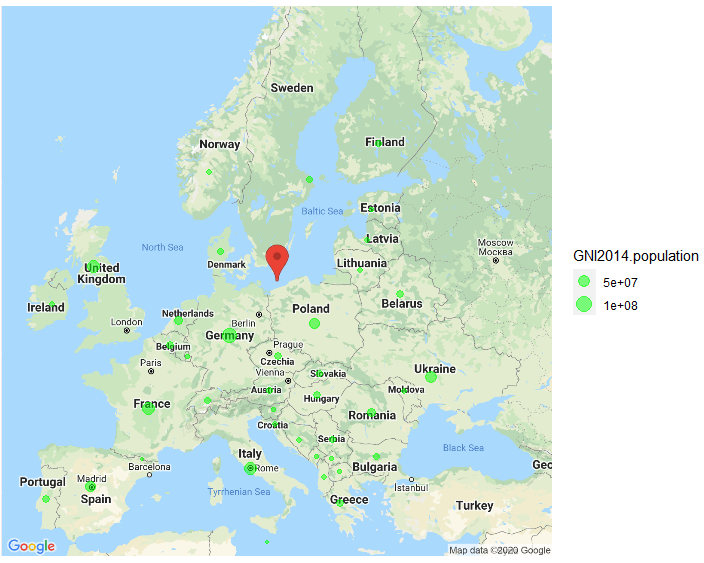 Sweden
Norway
Finland
Baltic Sea
Estonia
North Sea
Latvia
Moscow
Москва
Denmark
Lithuania
United
Kingdom
Ireland
Belarus
Netherlands
Poland
London
Berlin
Germany
Belgium
Prague
Paris
Czechia
Vienna
Slovakia
Ukraine
Austria
Moldova
Hungary
France
Romania
Croatia
Serbia
Black Sea
Italy
Rome
Barcelona
Bulgaria
Geo
Portugal
Madrid
Spain
Tyrrhenian Sea
İstanbul
Greece
Turkey
Google
Map data ©2020 Google
GNI2014.population
5e+07
1e+08